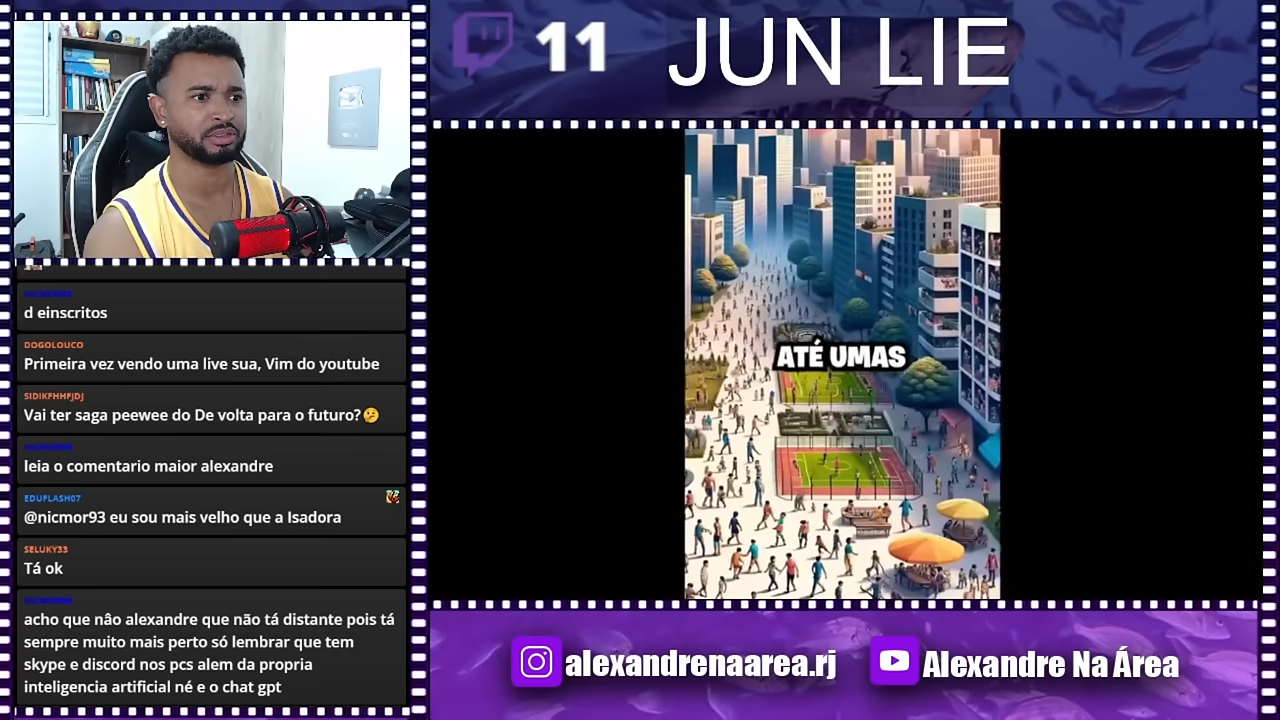 11
JUN LIE
d einscritos
DOGOLOUCO
Primeira vez vendo uma live sua, Vim do youtube
SIDIKFHHFJDJ
Vai ter saga peewee do De volta para o futuro?🤔
leia o comentario maior alexandre
EDUFLASH07
@nicmor93 eu sou mais velho que a Isadora
SELUKY33
Tá ok
acho que nâo alexandre que não tá distante pois tá
sempre muito mais perto só lembrar que tem
skype e discord nos pcs alem da propria
inteligencia artificial né e o chat gpt
ATÉ UMAS
alexandrenaarea.rj
Alexandre Na Área